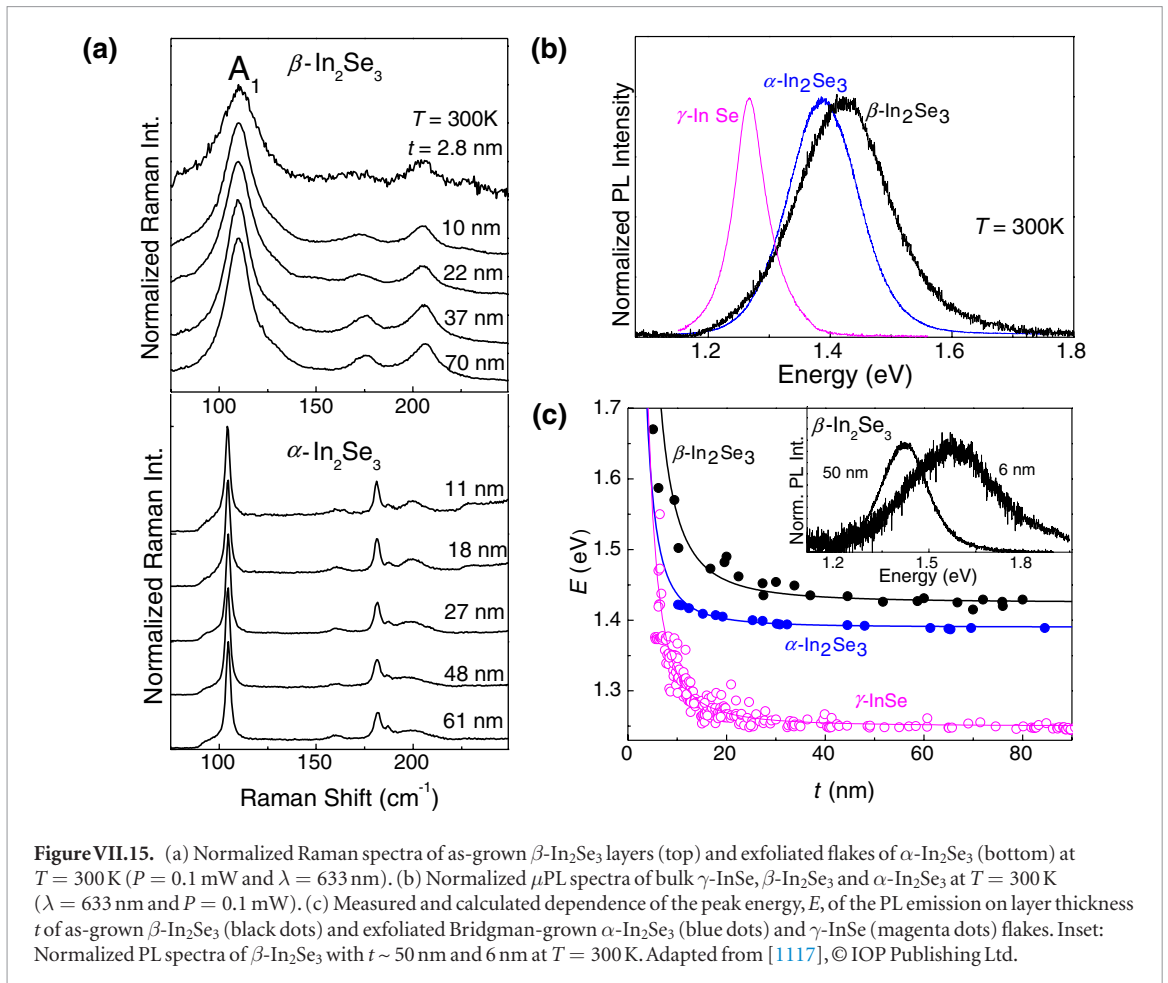 (a)
β-In₂Se₃
A₁
T = 300K
t = 2.8 nm
10 nm
22 nm
37 nm
70 nm
Normalized Raman Int.
100 150 200
α-In₂Se₃
11 nm
18 nm
27 nm
48 nm
61 nm
Normalized Raman Int.
100 150 200
Raman Shift (cm⁻¹)
(b)
α-In₂Se3
γ-In Se
β-In₂Se₃
T = 300K
Normalized PL Intensity
1.2 1.4 1.6 1.8
Energy (eV)
(c)
1.7
1.6
1.5
1.4
1.3
E (eV)
β-In₂Se₃
α-In₂Se₃
γ-InSe
0 20 40 60 80
t (nm)
β-In₂Se₃
50 nm
6 nm
Norm. PL Int.
1.2 1.5 1.8
Energy (eV)
Figure VII.15. (a) Normalized Raman spectra of as-grown β-In₂Se₃ layers (top) and exfoliated flakes of α-In₂Se₃ (bottom) at
T = 300 K (P = 0.1 mW and λ = 633 nm). (b) Normalized μPL spectra of bulk γ-InSe, β-In₂Se₃ and α-In₂Se₃ at T = 300 K
(λ = 633 nm and P = 0.1 mW). (c) Measured and calculated dependence of the peak energy, E, of the PL emission on layer thickness
t of as-grown β-In₂Se₃ (black dots) and exfoliated Bridgman-grown α-In₂Se₃ (blue dots) and γ-InSe (magenta dots) flakes. Inset:
Normalized PL spectra of β-In₂Se₃ with t ~ 50 nm and 6 nm at T = 300 K. Adapted from [1117], © IOP Publishing Ltd.